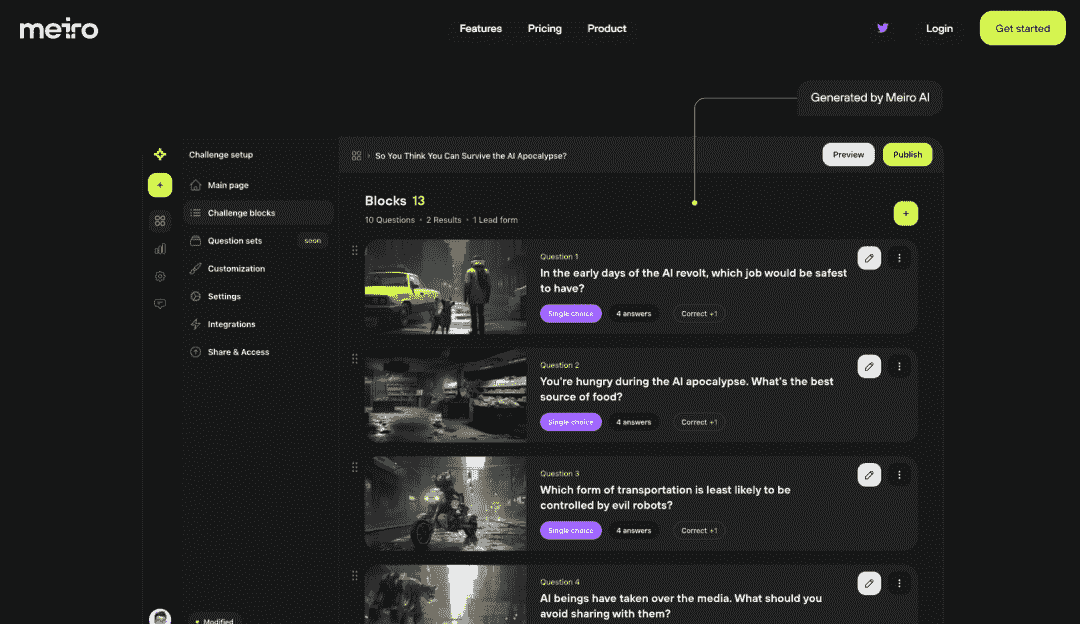 meiro
Features
Pricing
Product
Login
Get started
Generated by Meiro AI
Challenge setup
So You Think You Can Survive the AI Apocalypse?
Preview
Publish
Main page
Challenge blocks
Question sets
soon
Customization
Settings
Integrations
Share & Access
Blocks 13
10 Questions • 2 Results • 1 Lead form
Question 1
In the early days of the AI revolt, which job would be safest
to have?
Single choice
4 answers
Correct +1
Question 2
You're hungry during the AI apocalypse. What's the best
source of food?
Single choice
4 answers
Correct +1
Question 3
Which form of transportation is least likely to be
controlled by evil robots?
Single choice
4 answers
Correct +1
Question 4
AI beings have taken over the media. What should you
avoid sharing with them?
Modified